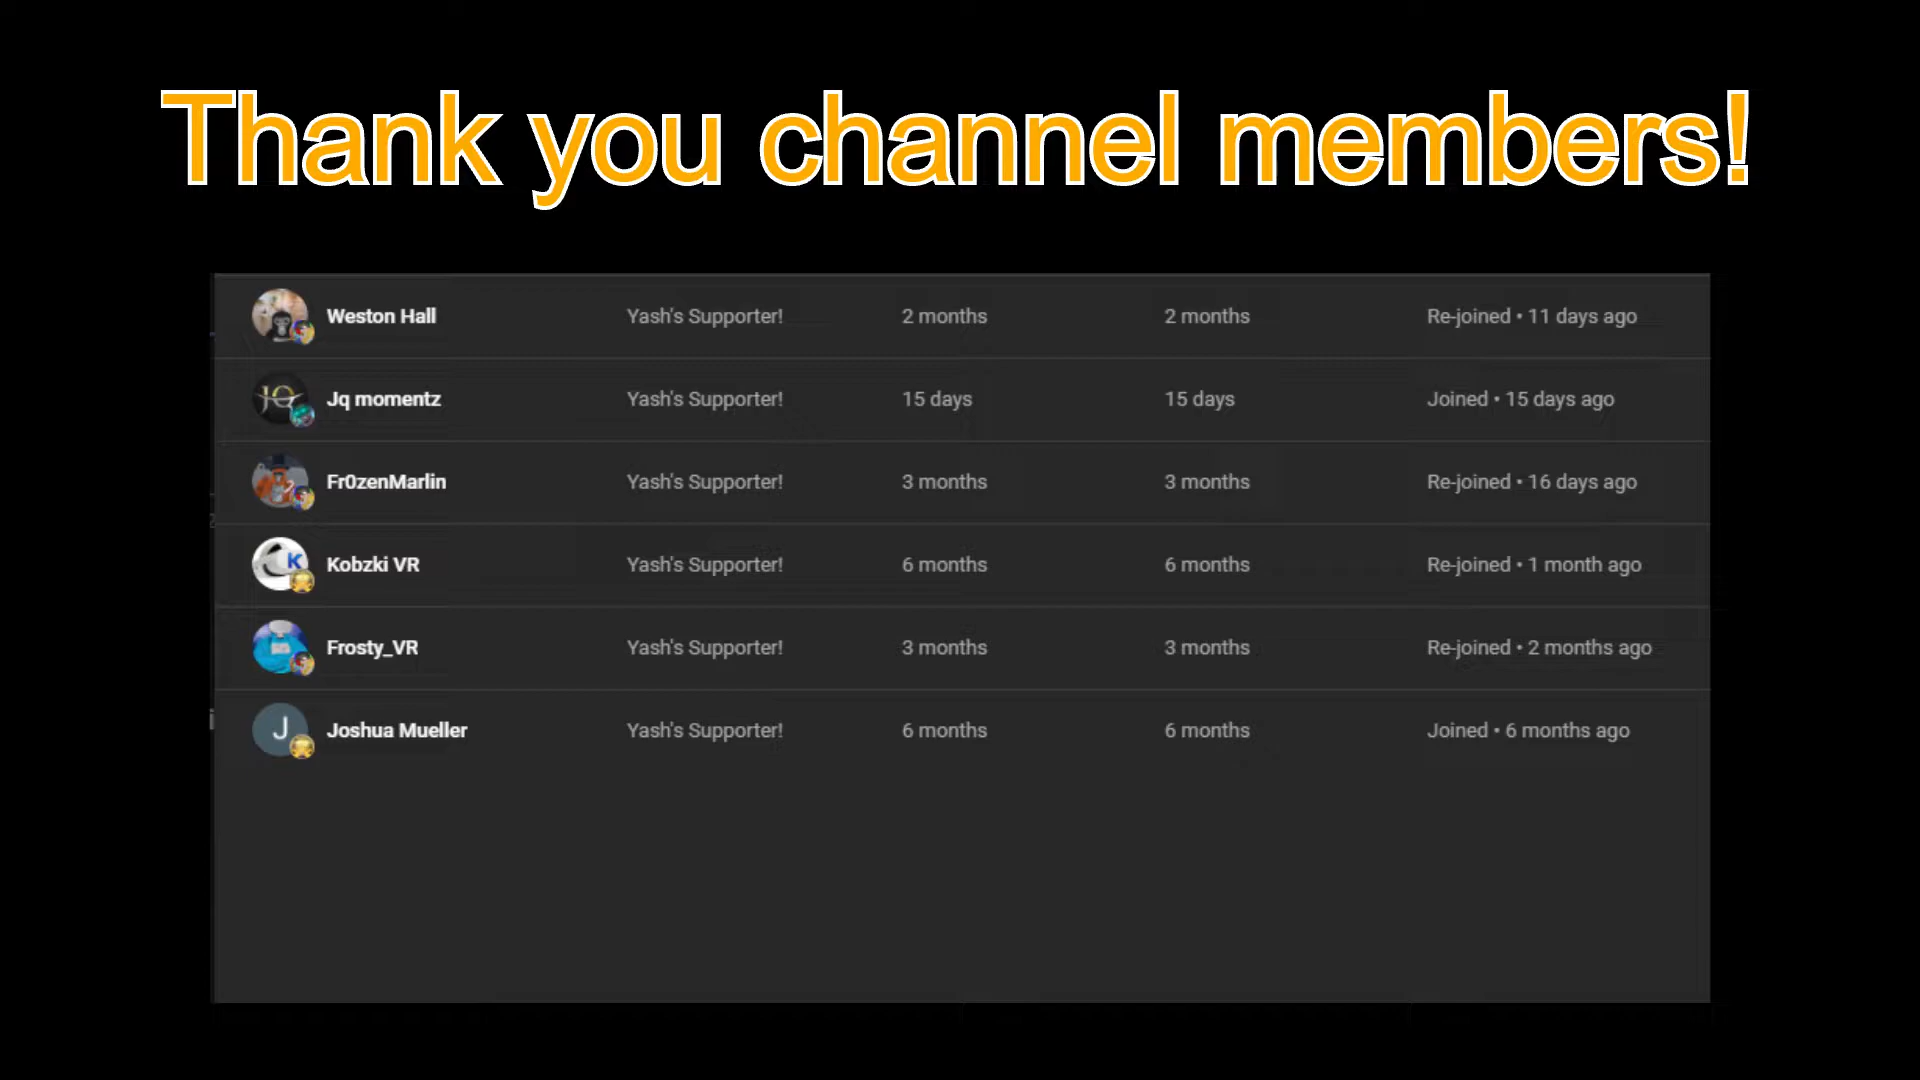 Thank you channel members!
Weston Hall Yash's Supporter! 2 months 2 months Re-joined • 11 days ago
JQ
Jq momentz Yash's Supporter! 15 days 15 days Joined • 15 days ago
Fr0zenMarlin Yash's Supporter! 3 months 3 months Re-joined • 16 days ago
K
Kobzki VR Yash's Supporter! 6 months 6 months Re-joined • 1 month ago
Frosty_VR Yash's Supporter! 3 months 3 months Re-joined • 2 months ago
J
Joshua Mueller Yash's Supporter! 6 months 6 months Joined • 6 months ago